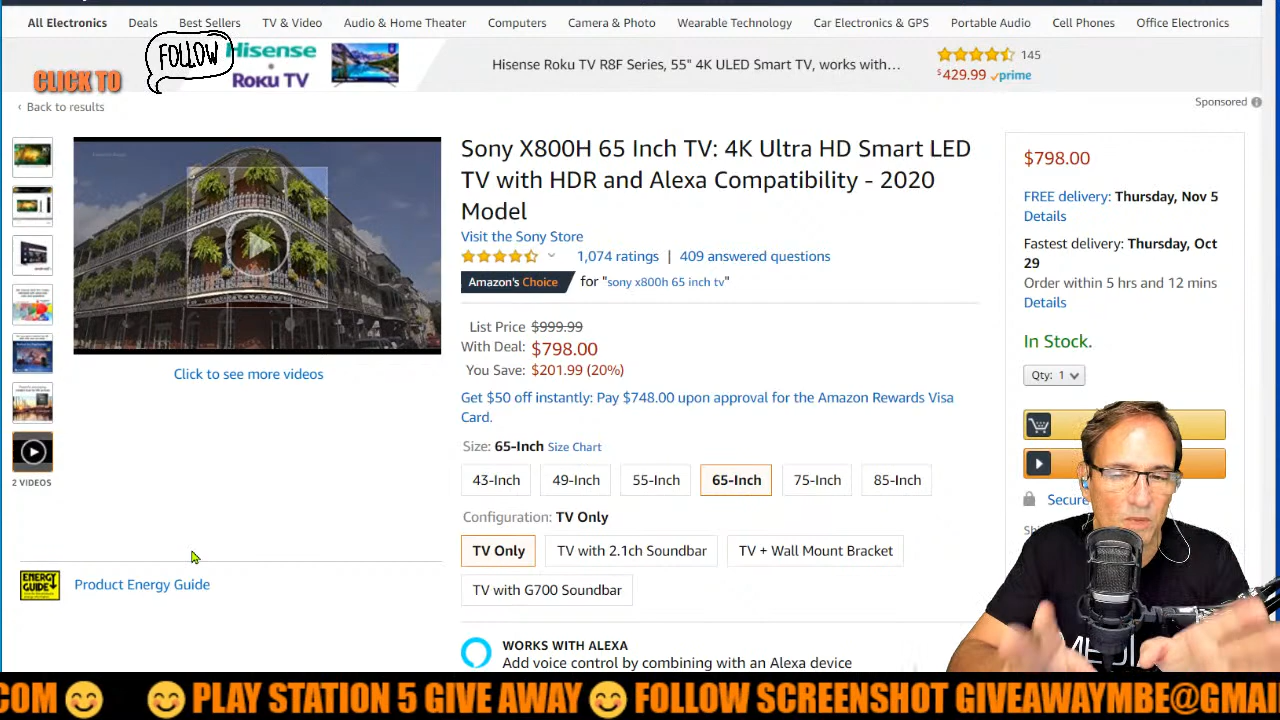 All Electronics Deals Best Sellers TV & Video Audio & Home Theater Computers Camera & Photo Wearable Technology Car Electronics & GPS Portable Audio Cell Phones Office Electronics
CLICK TO
FOLLOW
Hisense
Roku TV
Hisense Roku TV R8F Series, 55" 4K ULED Smart TV, works with...
145
$429.99 prime
‹ Back to results
Sponsored
Sony X800H 65 Inch TV: 4K Ultra HD Smart LED
TV with HDR and Alexa Compatibility - 2020
Model
Visit the Sony Store
1,074 ratings | 409 answered questions
Amazon's Choice for "sony x800h 65 inch tv"
List Price $999.99
With Deal: $798.00
You Save: $201.99 (20%)
Get $50 off instantly: Pay $748.00 upon approval for the Amazon Rewards Visa
Card.
Size: 65-Inch Size Chart
43-Inch 49-Inch 55-Inch 65-Inch 75-Inch 85-Inch
Configuration: TV Only
TV Only TV with 2.1ch Soundbar TV + Wall Mount Bracket
TV with G700 Soundbar
WORKS WITH ALEXA
Add voice control by combining with an Alexa device
Click to see more videos
2 VIDEOS
ENERGY
GUIDE
Product Energy Guide
$798.00
FREE delivery: Thursday, Nov 5
Details
Fastest delivery: Thursday, Oct
29
Order within 5 hrs and 12 mins
Details
In Stock.
Qty: 1
Secure
COM 😊 😊 PLAY STATION 5 GIVE AWAY 😊 FOLLOW SCREENSHOT GIVEAWAYMBE@GMAI